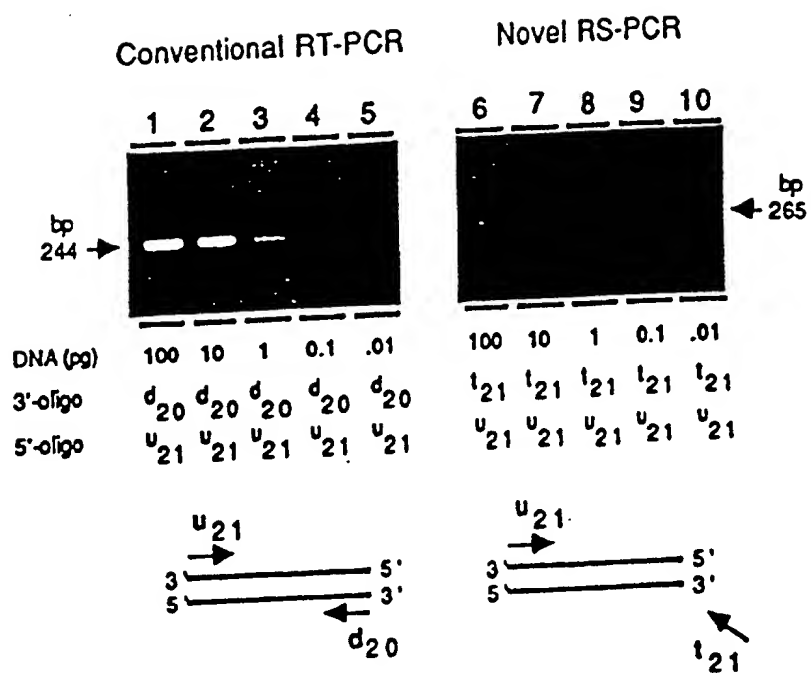 Conventional RT-PCR
Novel RS-PCR
1 2 3 4 5
6 7 8 9 10
bp
244
bp
265
DNA (pg) 100 10 1 0.1 .01
100 10 1 0.1 .01
3'-oligo d20 d20 d20 d20 d20
t21 t21 t21 t21 t21
5'-oligo u21 u21 u21 u21 u21
u21 u21 u21 u21 u21
u21
u21
3 5'
5 3'
d20
3 5'
5 3'
t21